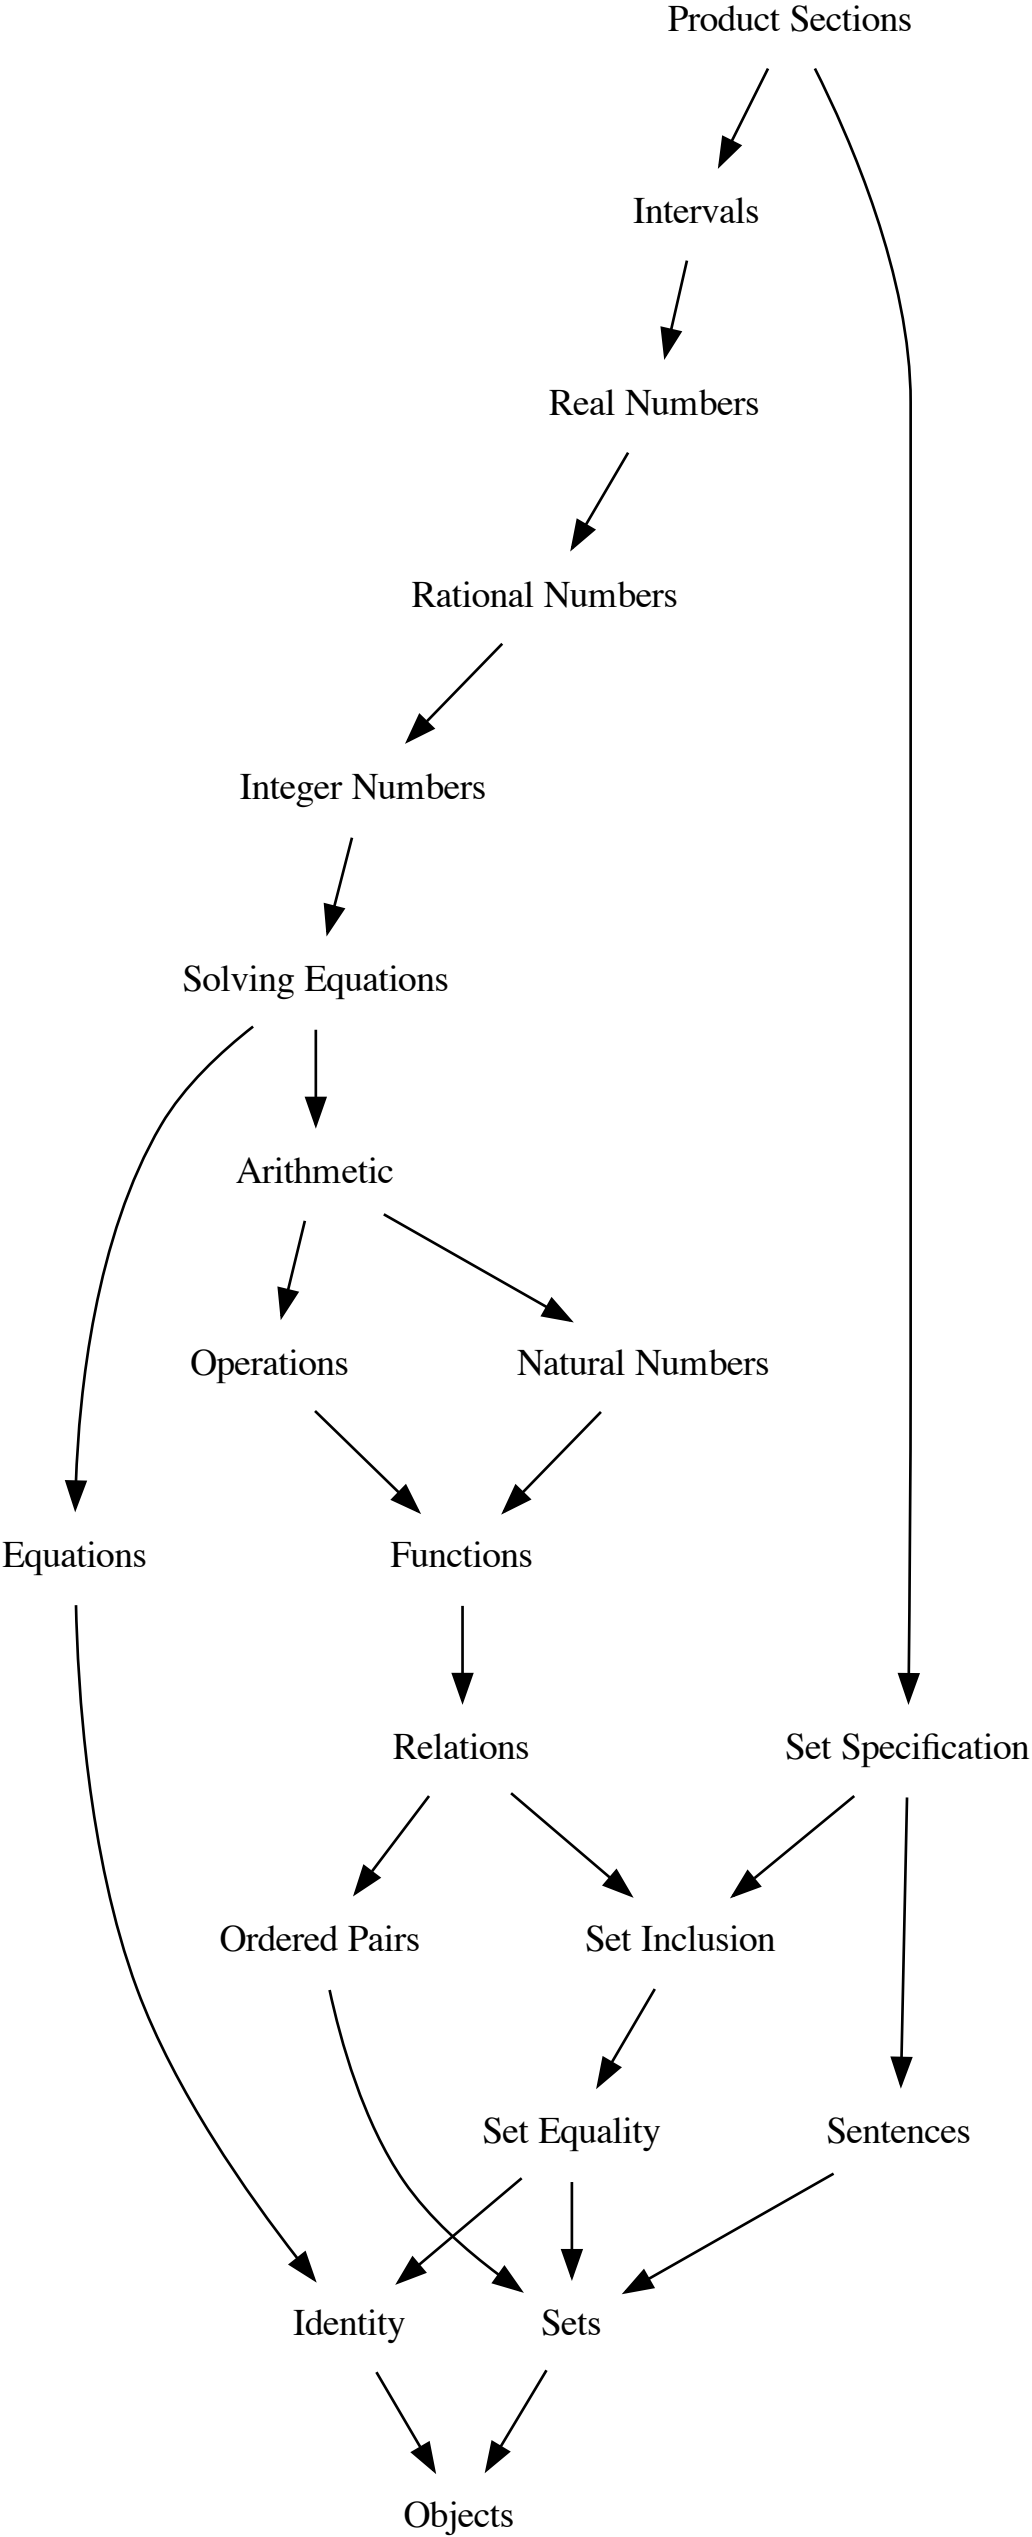 Product Sections
Intervals
Real Numbers
Rational Numbers
Integer Numbers
Solving Equations
Arithmetic
Operations
Natural Numbers
Equations
Functions
Relations
Set Specification
Ordered Pairs
Set Inclusion
Set Equality
Sentences
Identity
Sets
Objects